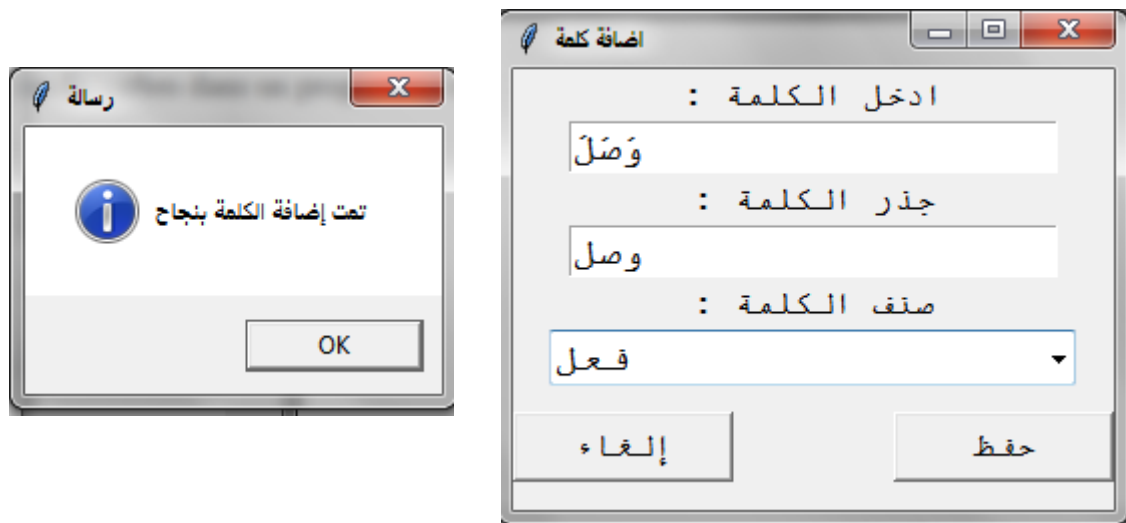 رسالة
تمت إضافة الكلمة بنجاح
OK
اضافة كلمة
ادخل الكلمة :
وَصَلَ
جذر الكلمة :
وصل
صنف الكلمة :
فعل
إلغاء
حفظ